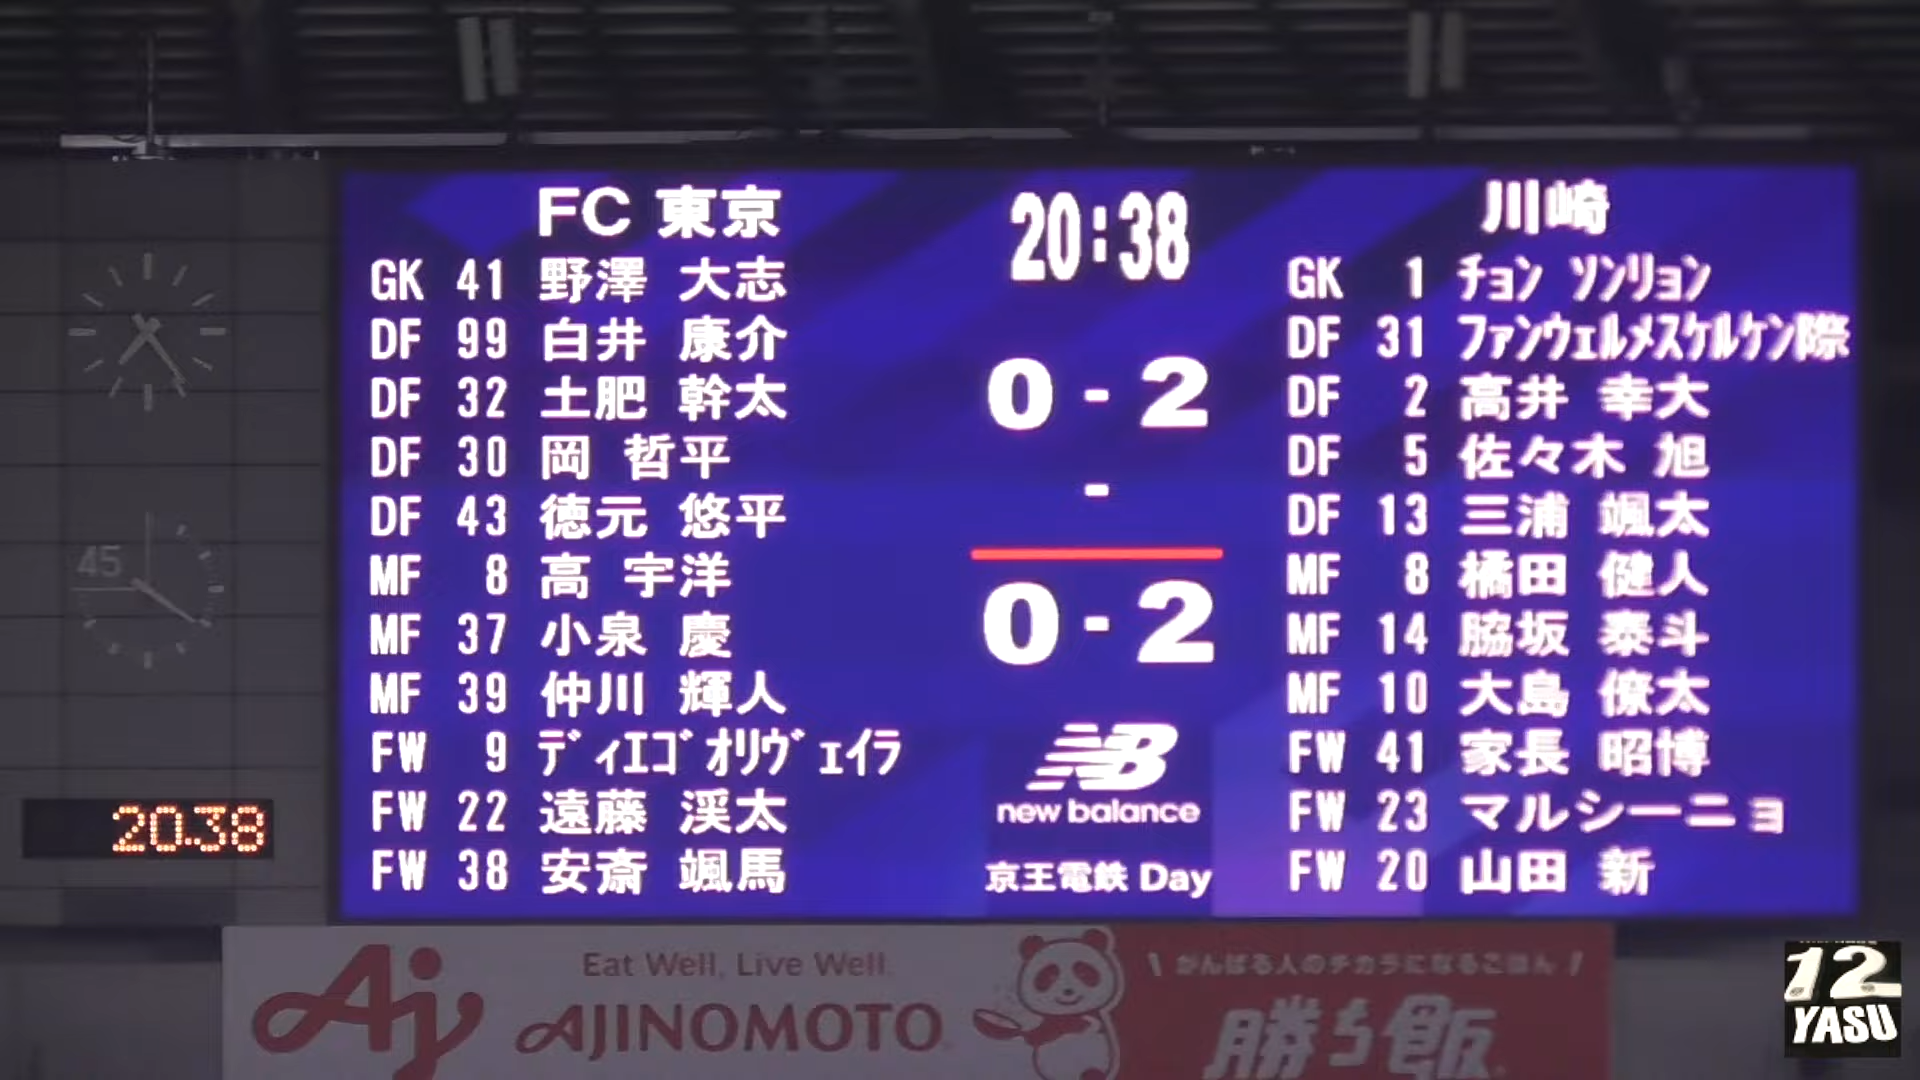 FC 東京
GK 41 野澤 大志
DF 99 白井 康介
DF 32 土肥 幹太
DF 30 岡 哲平
DF 43 徳元 悠平
MF 8 高 宇洋
MF 37 小泉 慶
MF 39 仲川 輝人
FW 9 ディエゴオリヴェイラ
FW 22 遠藤 渓太
FW 38 安斎 颯馬
20:38
0 - 2
-
0 - 2
NB
new balance
京王電鉄 Day
川崎
GK 1 チョン ソンリョン
DF 31 ファンウェルメスケルケン際
DF 2 高井 幸大
DF 5 佐々木 旭
DF 13 三浦 颯太
MF 8 橘田 健人
MF 14 脇坂 泰斗
MF 10 大島 僚太
FW 41 家長 昭博
FW 23 マルシーニョ
FW 20 山田 新
45
20:38
Aj
Eat Well, Live Well.
AJINOMOTO
\ がんばる人のチカラになるごはん /
勝ち飯
12
YASU